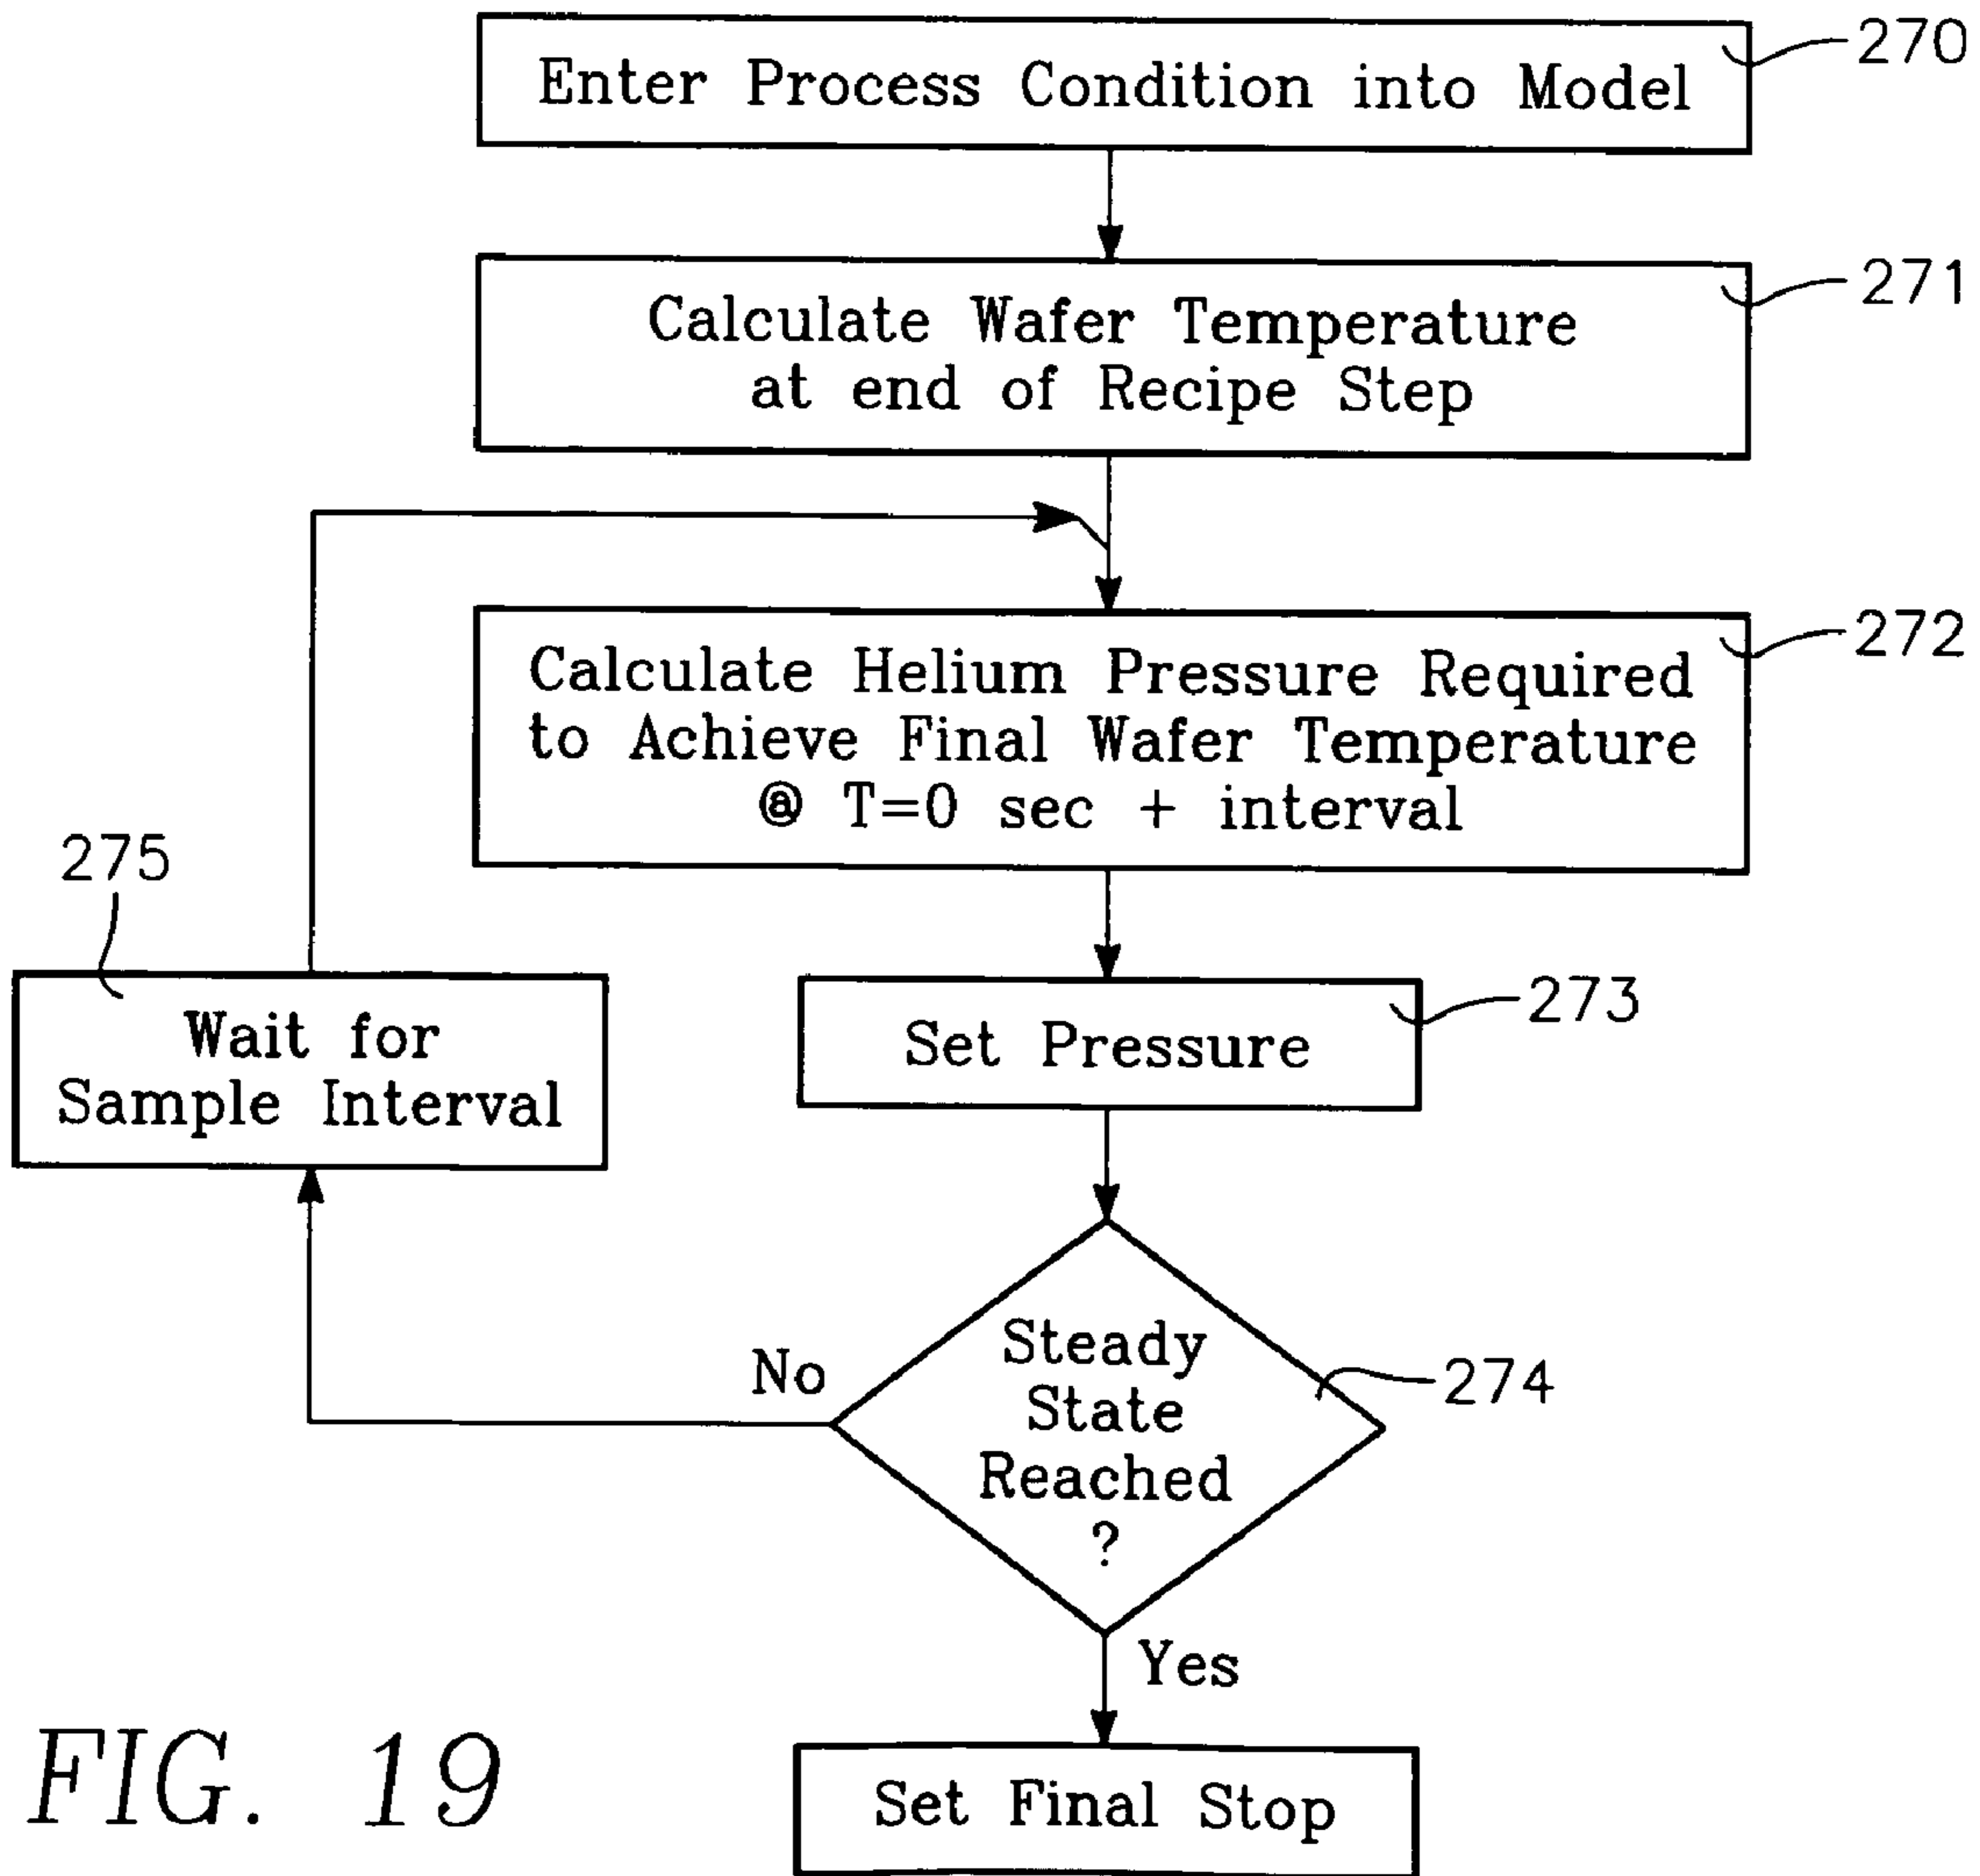 Enter Process Condition into Model
270
Calculate Wafer Temperature
at end of Recipe Step
271
Calculate Helium Pressure Required
to Achieve Final Wafer Temperature
@ T=0 sec + interval
272
275
Wait for
Sample Interval
Set Pressure
273
Steady
State
Reached
?
274
No
Yes
Set Final Stop
FIG. 19